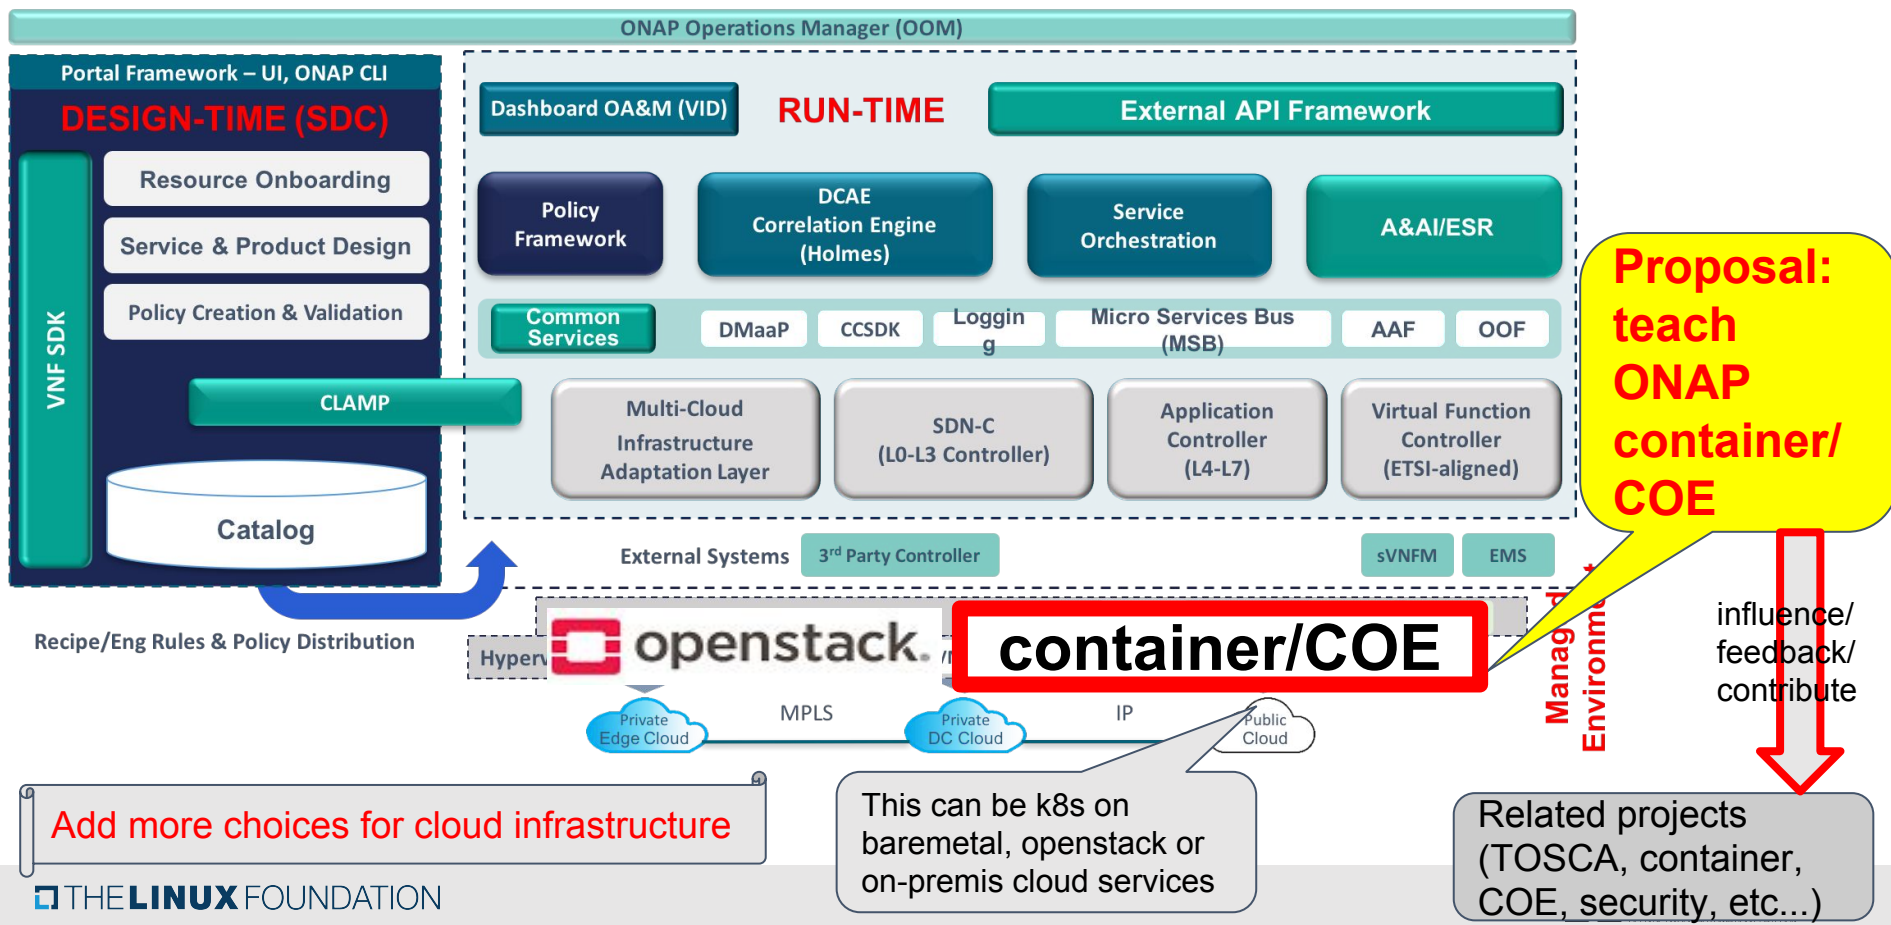 ONAP Operations Manager (OOM)
Portal Framework – UI, ONAP CLI
DESIGN-TIME (SDC)
VNF SDK
Resource Onboarding
Service & Product Design
Policy Creation & Validation
CLAMP
Catalog
Recipe/Eng Rules & Policy Distribution
Dashboard OA&M (VID)
RUN-TIME
External API Framework
Policy
Framework
DCAE
Correlation Engine
(Holmes)
Service
Orchestration
A&AI/ESR
Common
Services
DMaaP
CCSDK
Loggin
g
Micro Services Bus
(MSB)
AAF
OOF
Multi-Cloud
Infrastructure
Adaptation Layer
SDN-C
(L0-L3 Controller)
Application
Controller
(L4-L7)
Virtual Function
Controller
(ETSI-aligned)
External Systems
3rd Party Controller
sVNFM
EMS
openstack.
container/COE
Private
Edge Cloud
MPLS
Private
DC Cloud
IP
Public
Cloud
Proposal:
teach
ONAP
container/
COE
influence/
feedback/
contribute
Add more choices for cloud infrastructure
This can be k8s on
baremetal, openstack or
on-premis cloud services
Related projects
(TOSCA, container,
COE, security, etc...)
THE LINUX FOUNDATION